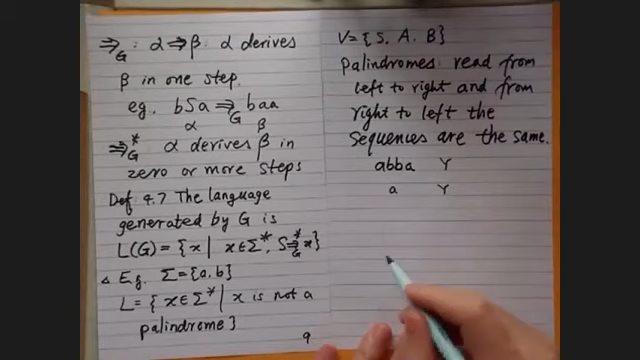 ⇒G : α ⇒ β : α derives
β in one step.
eg. bSa ⇒G baa
α β
⇒*G α derives β in
zero or more steps
Def 4.7 The language
generated by G is
L(G) = { x | x ∈ Σ*, S ⇒*G x }
E.g. Σ = {a, b}
L = { x ∈ Σ* | x is not a
palindrome }
9
V = { S, A, B }
palindromes read from
left to right and from
right to left the
sequences are the same.
abba Y
a Y